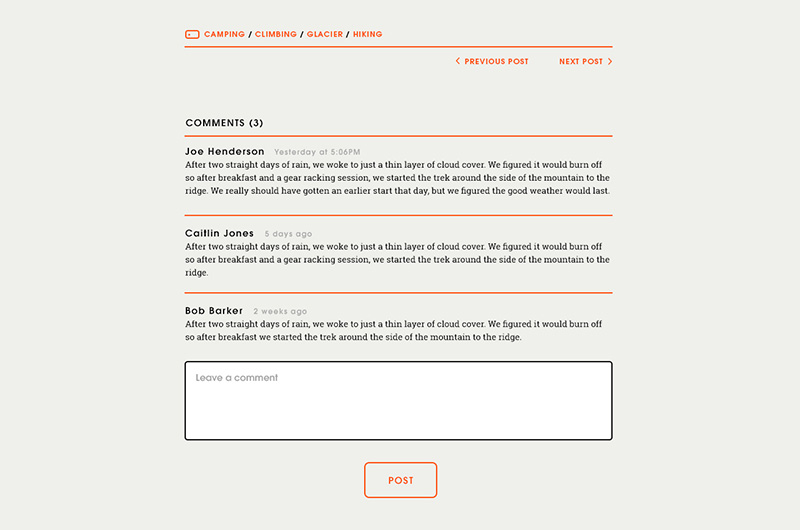 CAMPING / CLIMBING / GLACIER / HIKING
PREVIOUS POST NEXT POST
COMMENTS (3)
Joe Henderson Yesterday at 5:06PM
After two straight days of rain, we woke to just a thin layer of cloud cover. We figured it would burn off
so after breakfast and a gear racking session, we started the trek around the side of the mountain to the
ridge. We really should have gotten an earlier start that day, but we figured the good weather would last.
Caitlin Jones 5 days ago
After two straight days of rain, we woke to just a thin layer of cloud cover. We figured it would burn off
so after breakfast and a gear racking session, we started the trek around the side of the mountain to the
ridge.
Bob Barker 2 weeks ago
After two straight days of rain, we woke to just a thin layer of cloud cover. We figured it would burn off
so after breakfast we started the trek around the side of the mountain to the ridge.
Leave a comment
POST